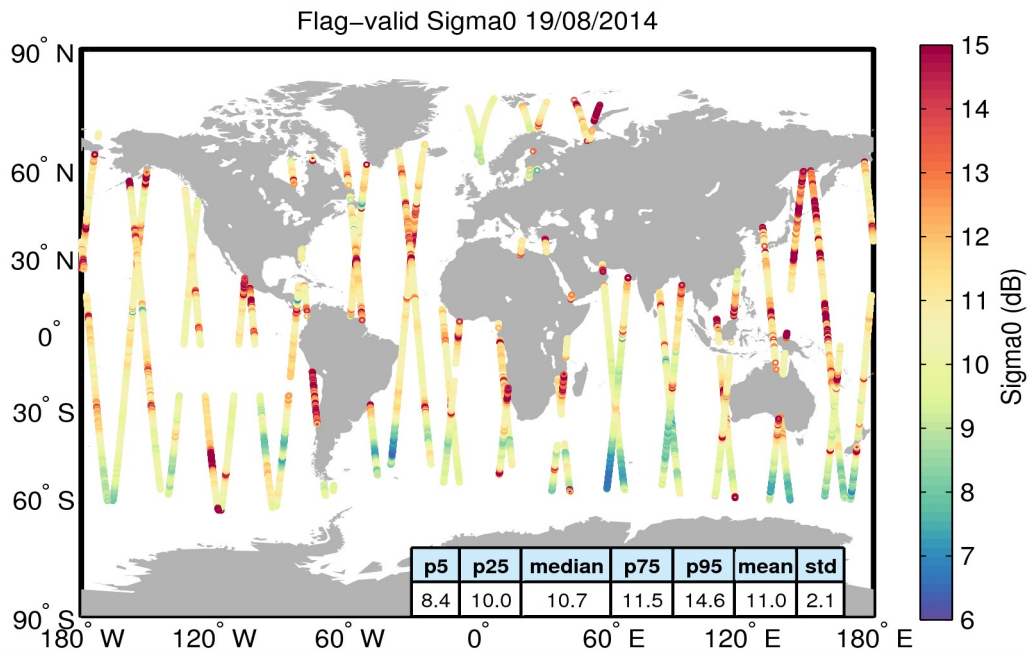 Flag−valid Sigma0 19/08/2014
90° N
60° N
30° N
0°
30° S
60° S
90° S
180° W
120° W
60° W
0°
60° E
120° E
180° E
15
14
13
12
11
10
9
8
7
6
Sigma0 (dB)
p5 p25 median p75 p95 mean std
8.4 10.0 10.7 11.5 14.6 11.0 2.1